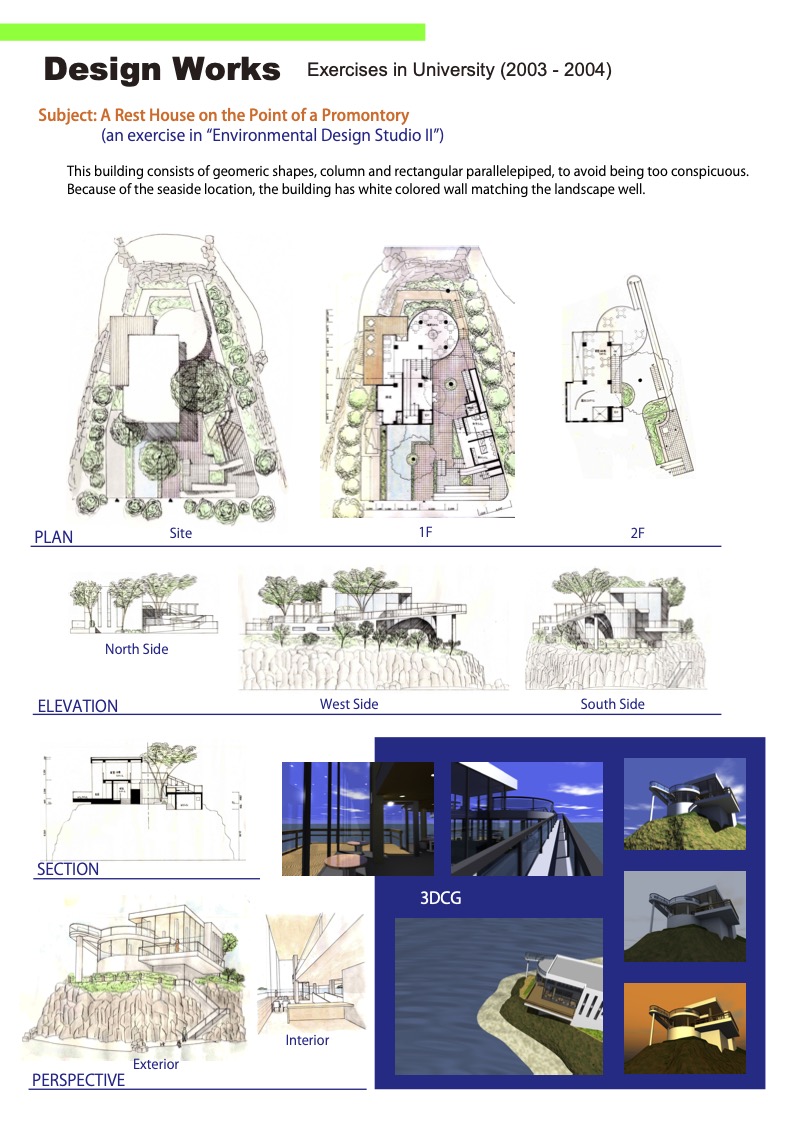 Design Works Exercises in University (2003 - 2004)
Subject: A Rest House on the Point of a Promontory
(an exercise in “Environmental Design Studio II”)
This building consists of geomeric shapes, column and rectangular parallelepiped, to avoid being too conspicuous.
Because of the seaside location, the building has white colored wall matching the landscape well.
PLAN
Site
1F
2F
North Side
ELEVATION
West Side
South Side
SECTION
3DCG
Interior
Exterior
PERSPECTIVE